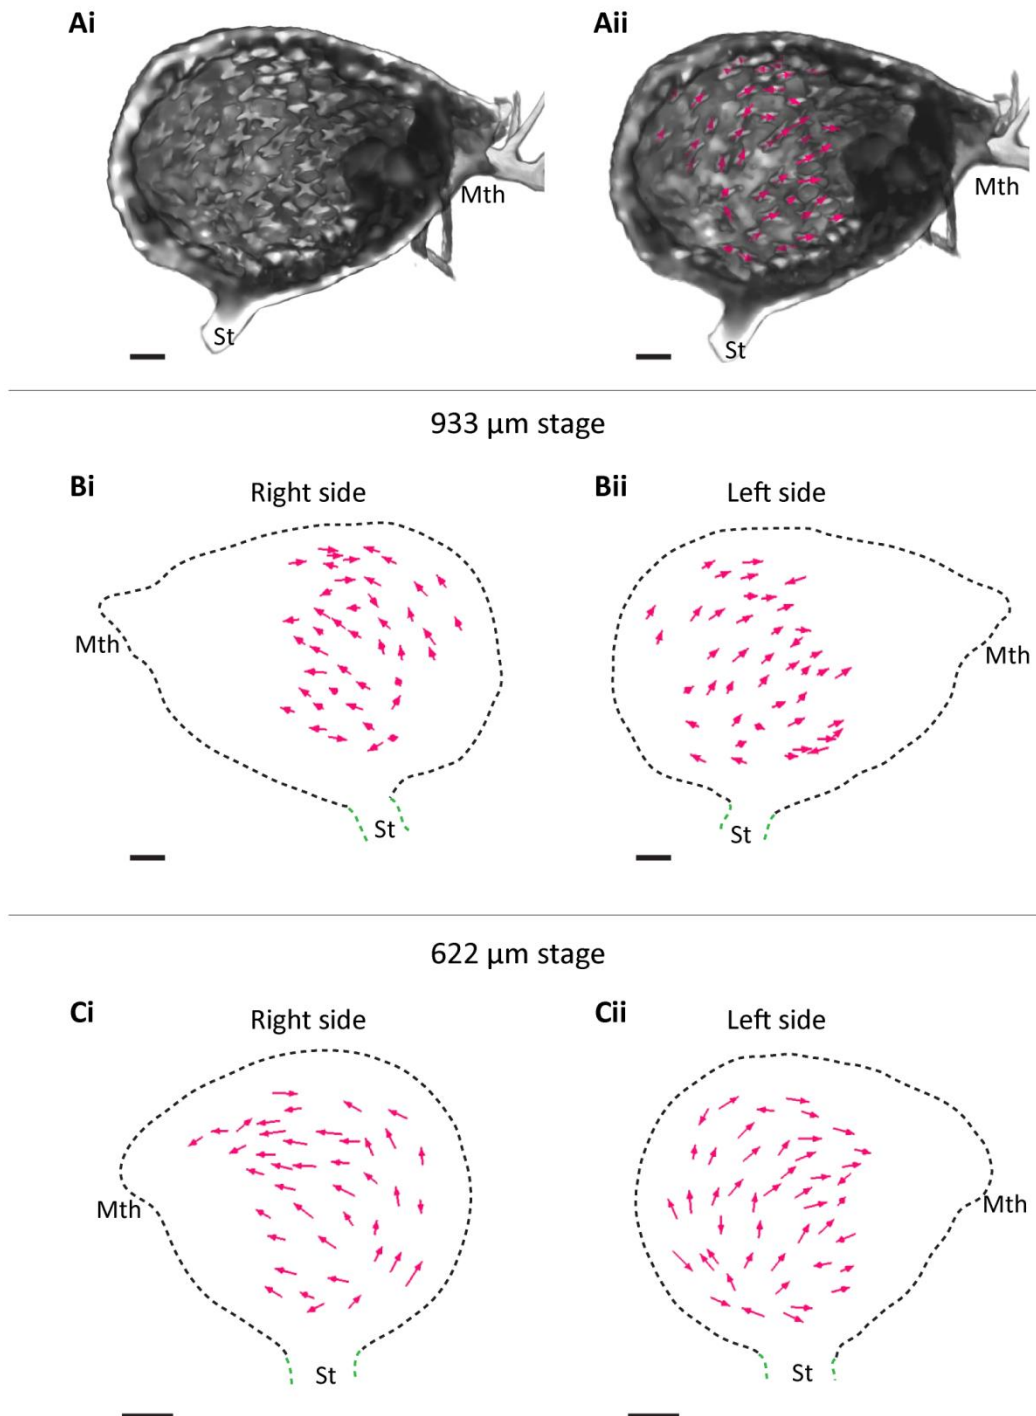 Ai
Aii
Mth
Mth
St
St
933 µm stage
Bi
Bii
Right side
Left side
Mth
Mth
St
St
622 µm stage
Ci
Cii
Right side
Left side
Mth
Mth
St
St